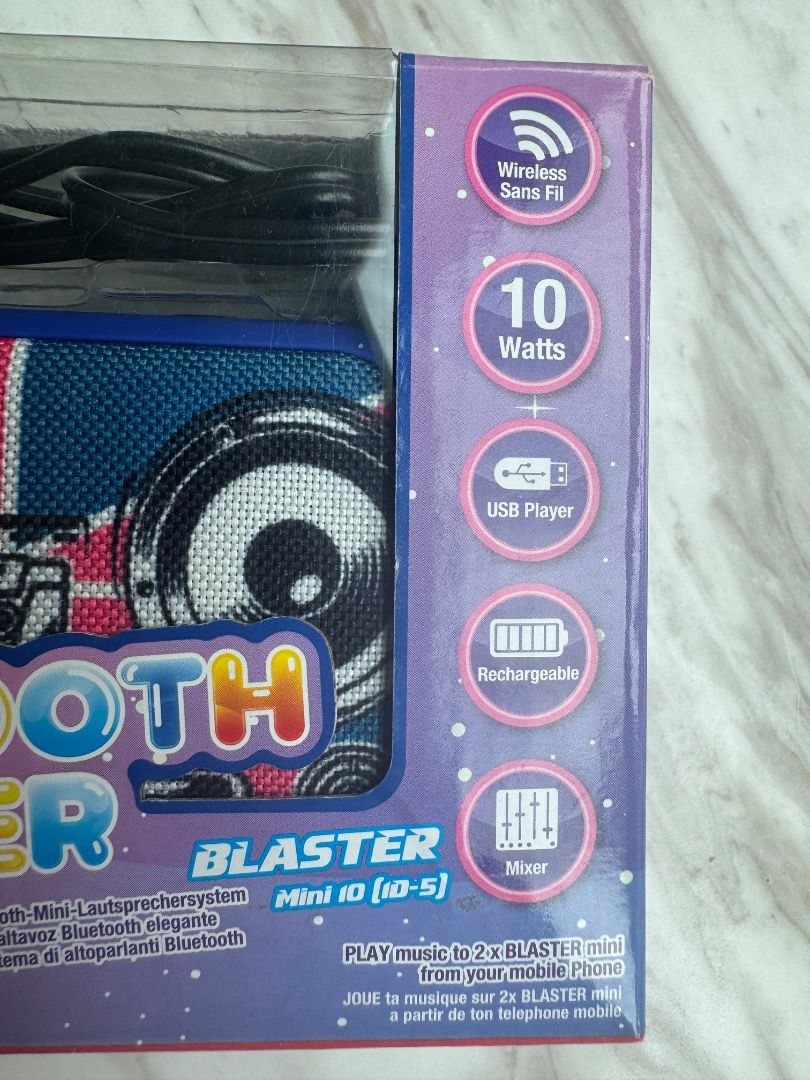 Wireless
Sans Fil
10
Watts
USB Player
Rechargeable
Mixer
OOTH
ER
BLASTER
Mini 10 (ID-5)
oth-Mini-Lautsprechersystem
altavoz Bluetooth elegante
tema di altoparlanti Bluetooth
PLAY music to 2 x BLASTER mini
from your mobile Phone
JOUE ta musique sur 2x BLASTER mini
a partir de ton telephone mobile